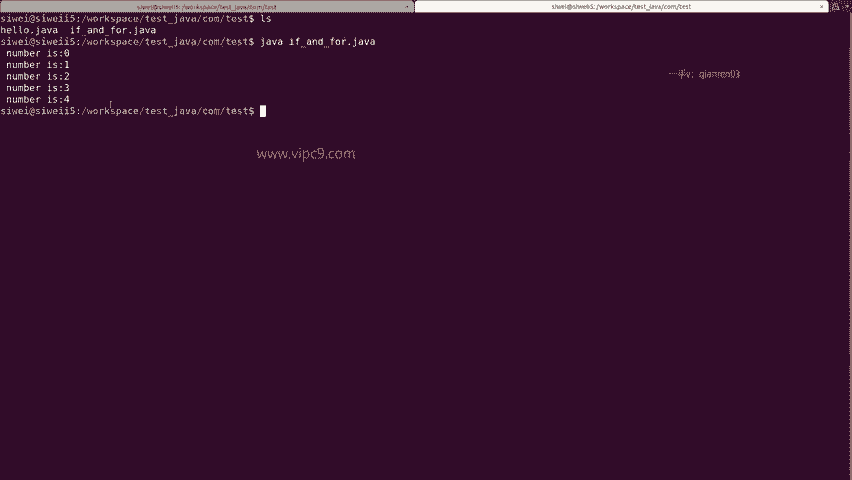 siwei@siweii5: /workspace/test_java/com/test
siwei@siweii5: /workspace/test_java/com/test
siwei@siweii5:/workspace/test_java/com/test$ ls
hello.java  if_and_for.java
siwei@siweii5:/workspace/test_java/com/test$ java if_and_for.java
number is:0
number is:1
number is:2
number is:3
number is:4
siwei@siweii5:/workspace/test_java/com/test$
qianren03
www.vipc9.com